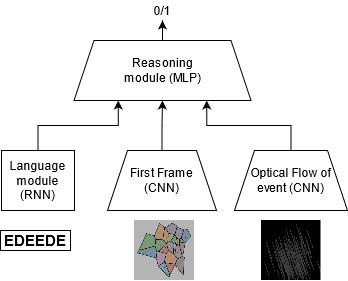 0/1
Reasoning
module (MLP)
Language
module
(RNN)
First Frame
(CNN)
Optical Flow of
event (CNN)
EDEEDE